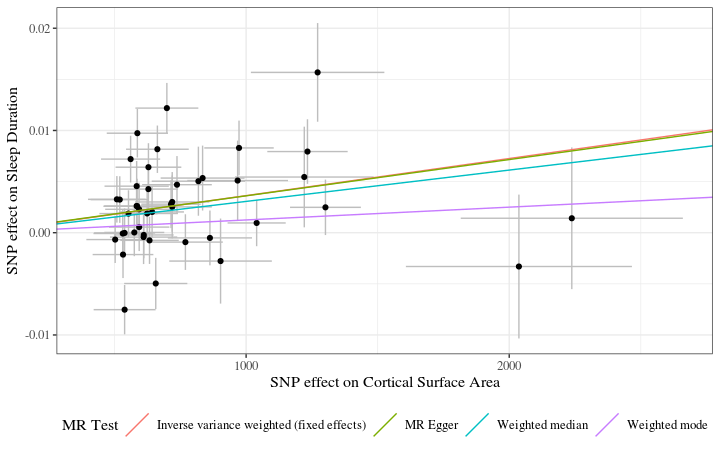 SNP effect on Sleep Duration
0.02
0.01
0.00
-0.01
1000
2000
SNP effect on Cortical Surface Area
MR Test
Inverse variance weighted (fixed effects)
MR Egger
Weighted median
Weighted mode